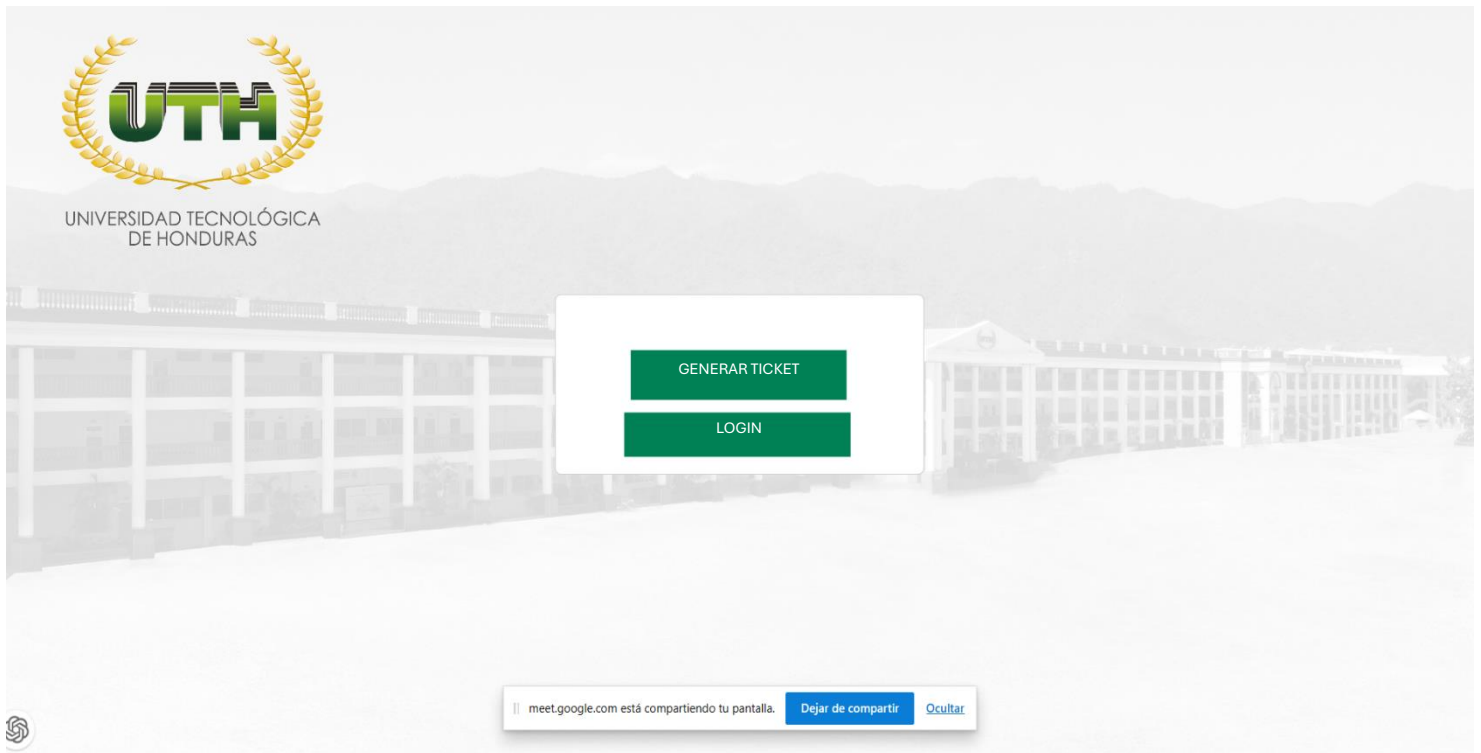 UTH
UNIVERSIDAD TECNOLÓGICA
DE HONDURAS
GENERAR TICKET
LOGIN
meet.google.com está compartiendo tu pantalla. Dejar de compartir Ocultar